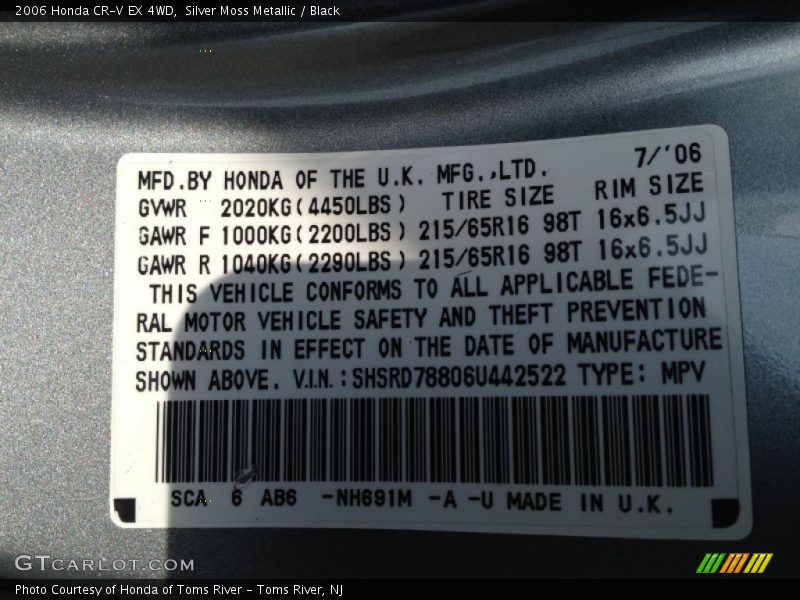 2006 Honda CR-V EX 4WD,  Silver Moss Metallic / Black
7/'06
MFD.BY HONDA OF THE U.K. MFG.,LTD.
GVWR 2020KG(4450LBS) TIRE SIZE RIM SIZE
GAWR F 1000KG(2200LBS) 215/65R16 98T 16x6.5JJ
GAWR R 1040KG(2290LBS) 215/65R16 98T 16x6.5JJ
THIS VEHICLE CONFORMS TO ALL APPLICABLE FEDE-
RAL MOTOR VEHICLE SAFETY AND THEFT PREVENTION
STANDARDS IN EFFECT ON THE DATE OF MANUFACTURE
SHOWN ABOVE. V.I.N.:SHSRD78806U442522 TYPE: MPV
SCA 6 AB6 -NH691M -A -U MADE IN U.K.
GTCARLOT.COM
Photo Courtesy of Honda of Toms River - Toms River, NJ